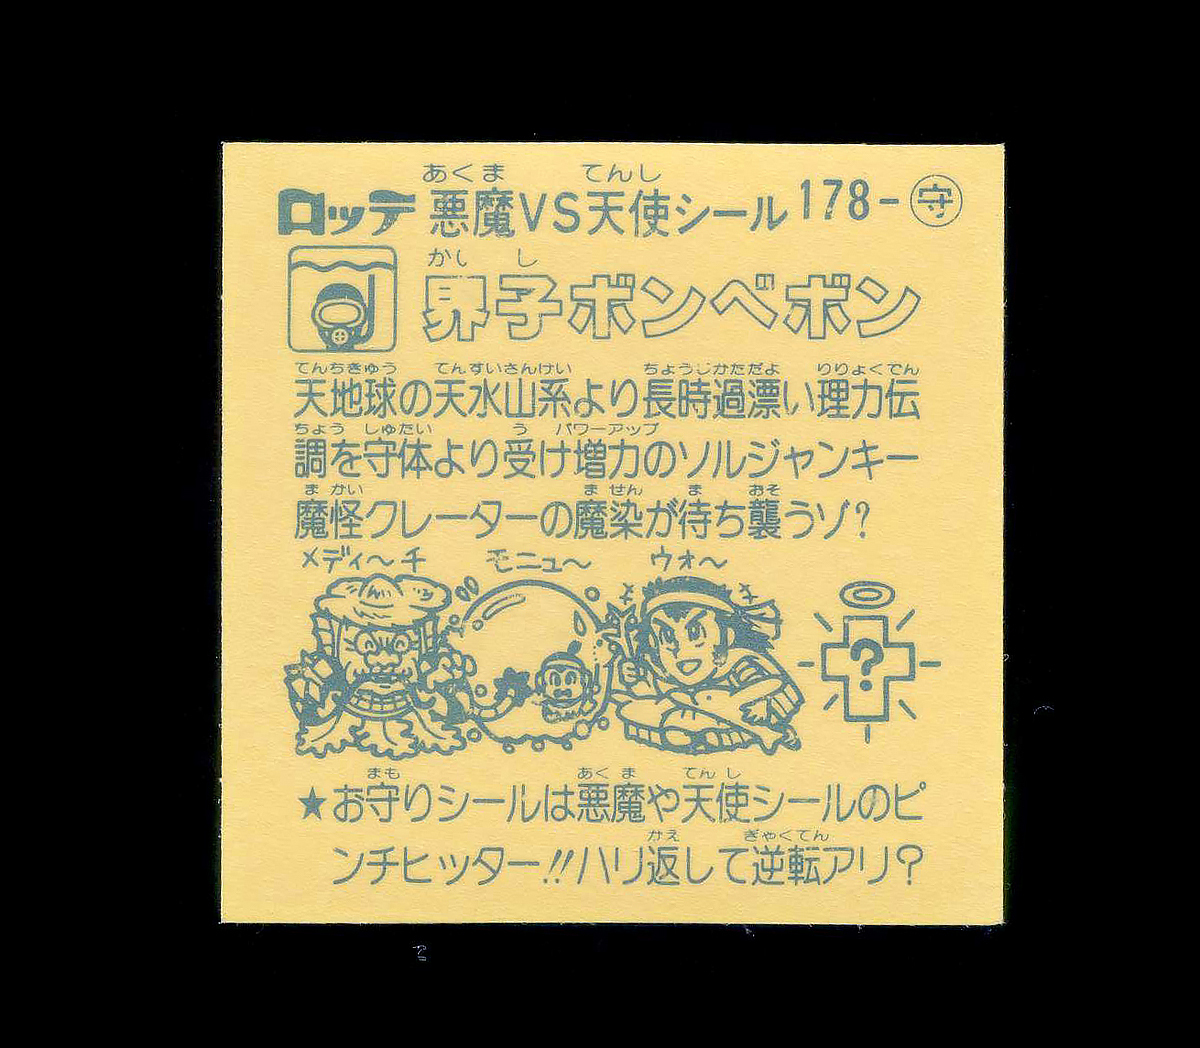 あくま てんし
ロッテ 悪魔VS天使シール178-守
かい し
界子ボンベボン
てんちきゅう てんすいさんけい ちょうじかただよ りりょくでん
天地球の天水山系より長時過漂い理力伝
ちょう しゅたい う パワーアップ
調を守体より受け増力のソルジャンキー
ま かい ま せん ま おそ
魔怪クレーターの魔染が待ち襲うゾ?
メディ〜チ モニュ〜 ウォ〜
?
まも あく ま てん し
★お守りシールは悪魔や天使シールのピ
かえ ぎゃくてん
ンチヒッター!!ハリ返して逆転アリ?